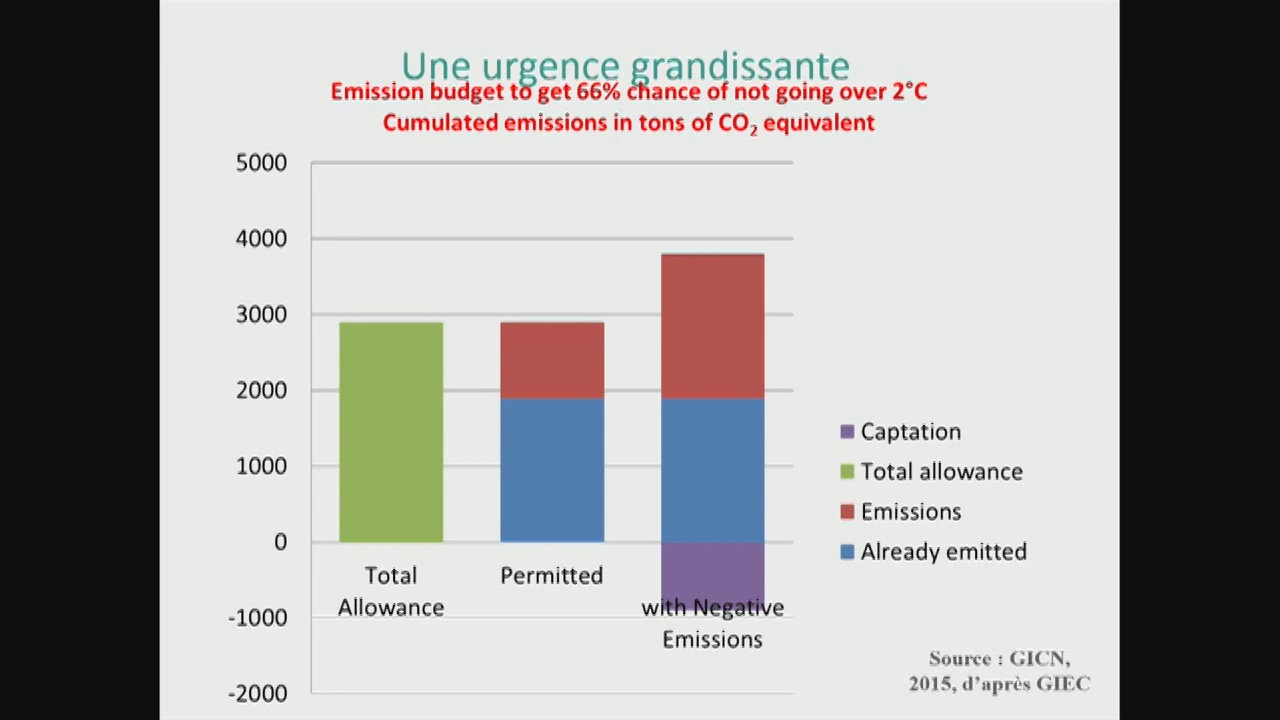 Une urgence grandissante
Emission budget to get 66% chance of not going over 2°C
Cumulated emissions in tons of CO₂ equivalent
5000
4000
3000
2000
1000
0
-1000
-2000
Total
Allowance
Permitted
with Negative
Emissions
Captation
Total allowance
Emissions
Already emitted
Source : GICN,
2015, d'après GIEC